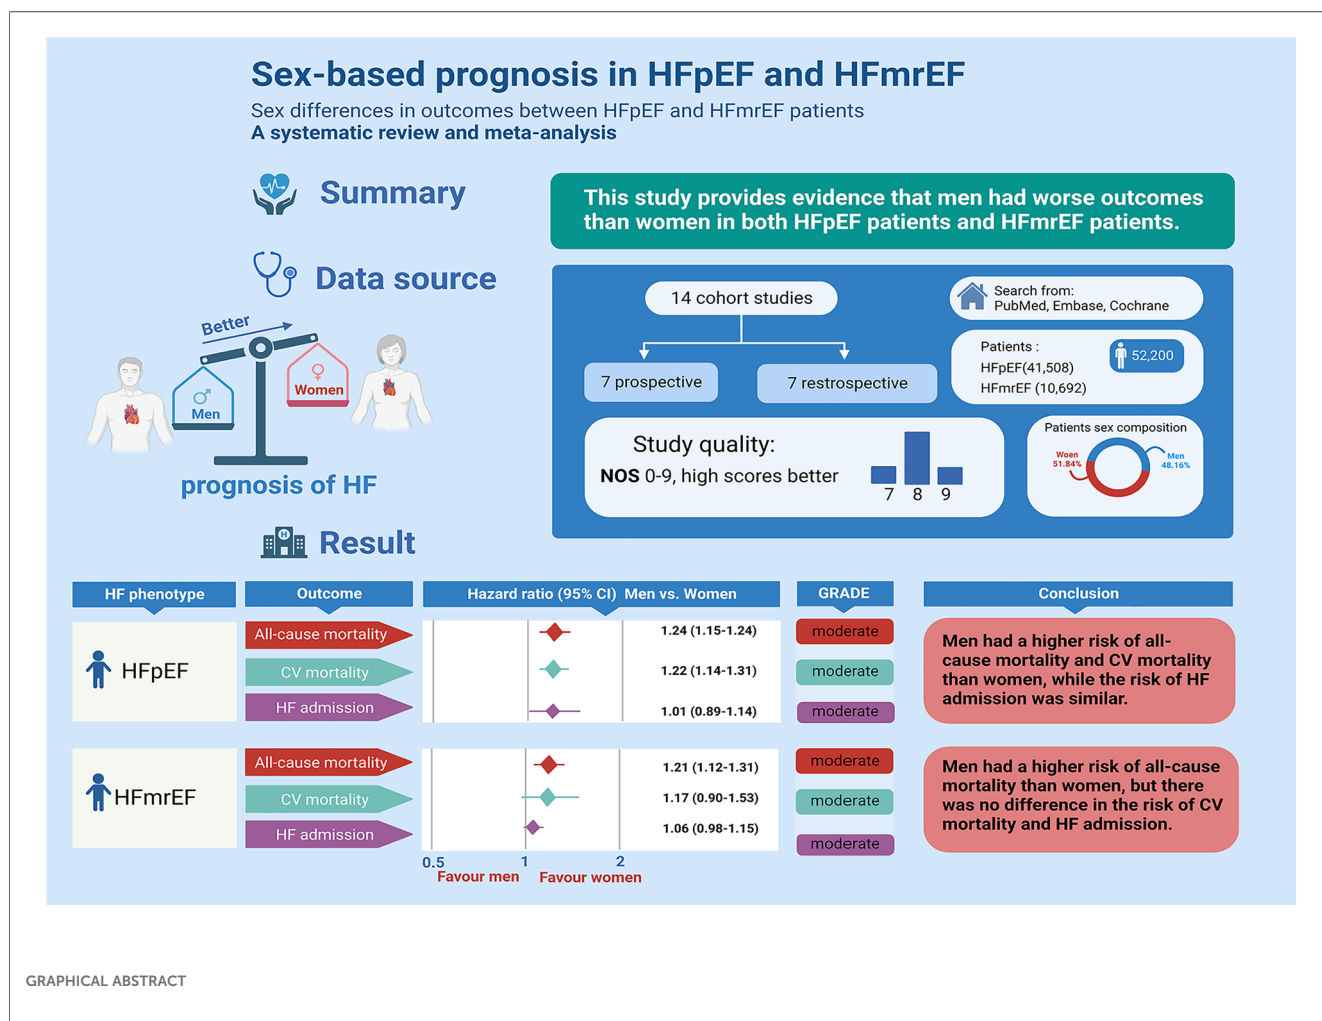 Sex-based prognosis in HFpEF and HFmrEF
Sex differences in outcomes between HFpEF and HFmrEF patients
A systematic review and meta-analysis
Summary
This study provides evidence that men had worse outcomes
than women in both HFpEF patients and HFmrEF patients.
Data source
Better
Men
Women
prognosis of HF
14 cohort studies
7 prospective
7 restrospective
Search from:
PubMed, Embase, Cochrane
Patients :
HFpEF(41,508)
HFmrEF (10,692)
52,200
Study quality:
NOS 0-9, high scores better
7 8 9
Patients sex composition
Woen
51.84%
Men
48.16%
H
Result
HF phenotype
Outcome
Hazard ratio (95% CI) Men vs. Women
GRADE
Conclusion
HFpEF
All-cause mortality
1.24 (1.15-1.24)
moderate
CV mortality
1.22 (1.14-1.31)
moderate
HF admission
1.01 (0.89-1.14)
moderate
Men had a higher risk of all-
cause mortality and CV mortality
than women, while the risk of HF
admission was similar.
HFmrEF
All-cause mortality
1.21 (1.12-1.31)
moderate
CV mortality
1.17 (0.90-1.53)
moderate
HF admission
1.06 (0.98-1.15)
moderate
Men had a higher risk of all-cause
mortality than women, but there
was no difference in the risk of CV
mortality and HF admission.
0.5 1 2
Favour men Favour women
GRAPHICAL ABSTRACT